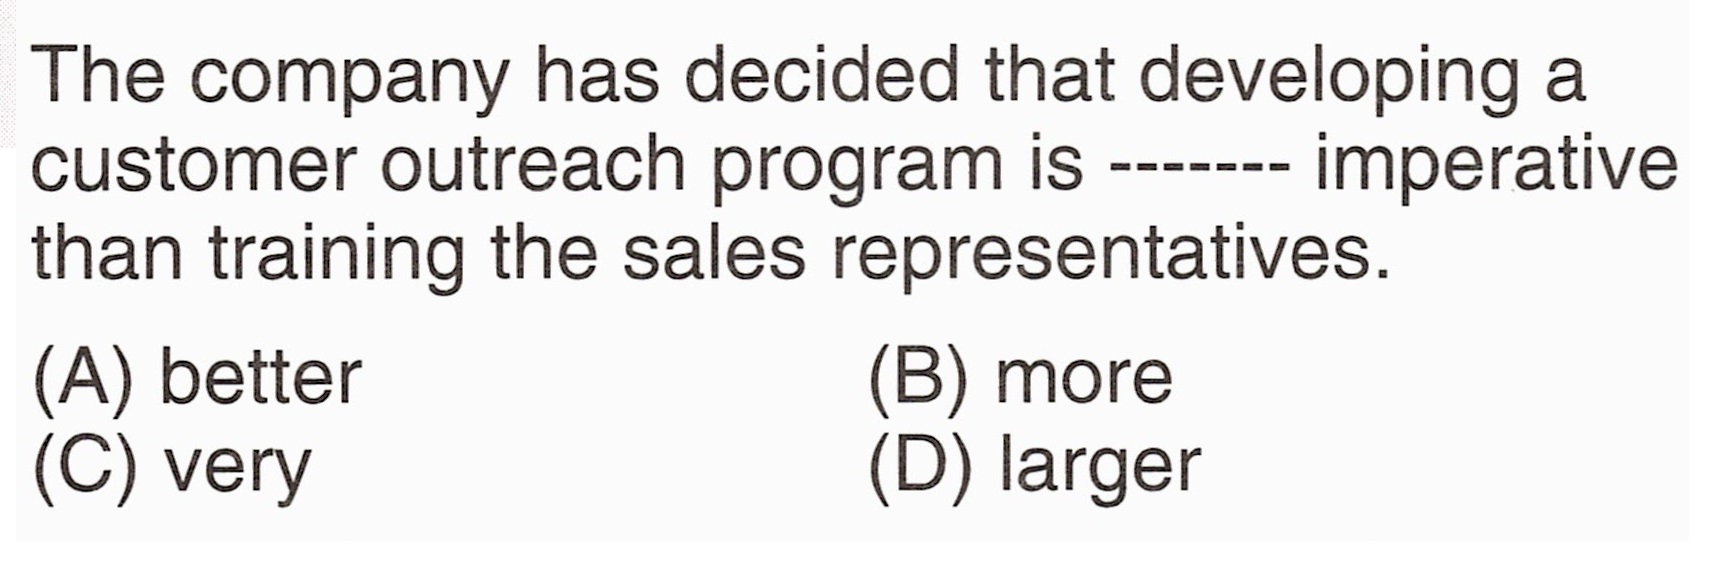 The company has decided that developing a
customer outreach program is ------- imperative
than training the sales representatives.
(A) better (B) more
(C) very (D) larger